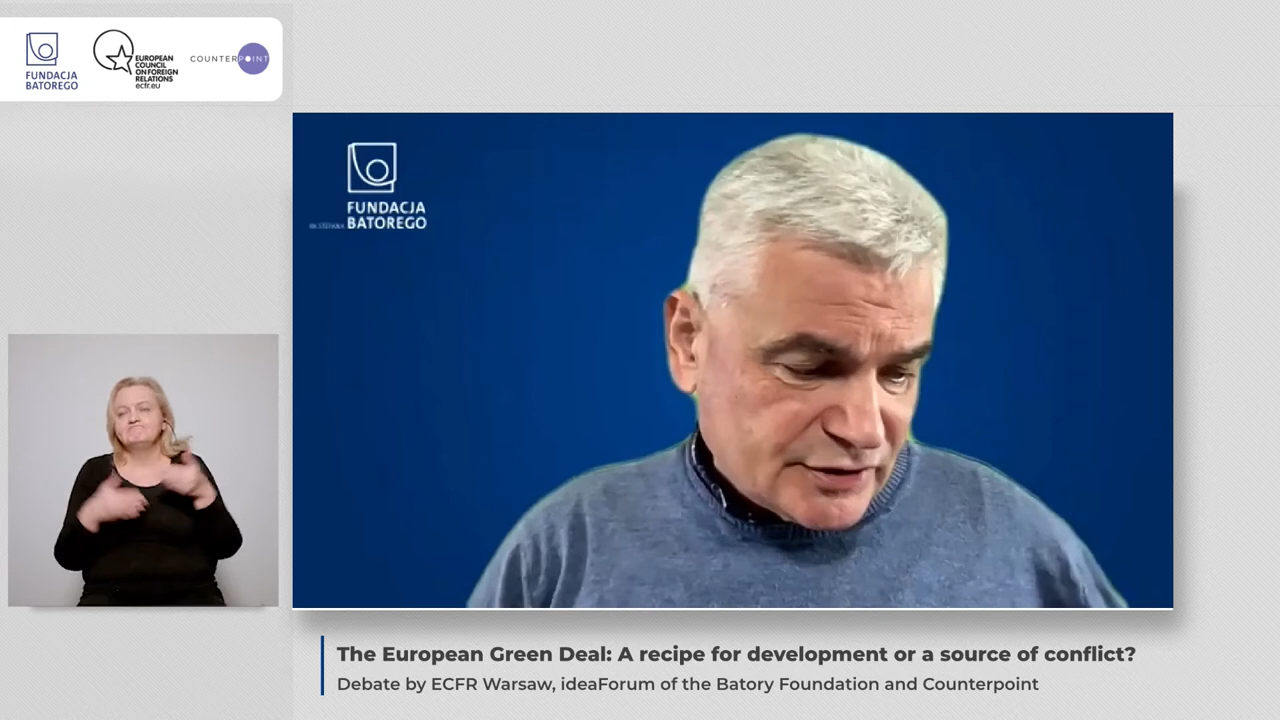 FUNDACJA
BATOREGO
EUROPEAN
COUNCIL
ON FOREIGN
RELATIONS
ecfr.eu
COUNTERPOINT
FUNDACJA
BATOREGO
The European Green Deal: A recipe for development or a source of conflict?
Debate by ECFR Warsaw, ideaForum of the Batory Foundation and Counterpoint